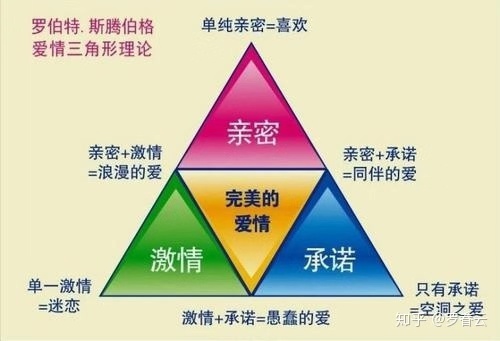 罗伯特.斯腾伯格
爱情三角形理论
单纯亲密=喜欢
亲密
亲密+激情
=浪漫的爱
亲密+承诺
=同伴的爱
完美的
爱情
激情
承诺
单一激情
=迷恋
激情+承诺=愚蠢的爱
只有承诺
=空洞之爱
知乎 @罗春云